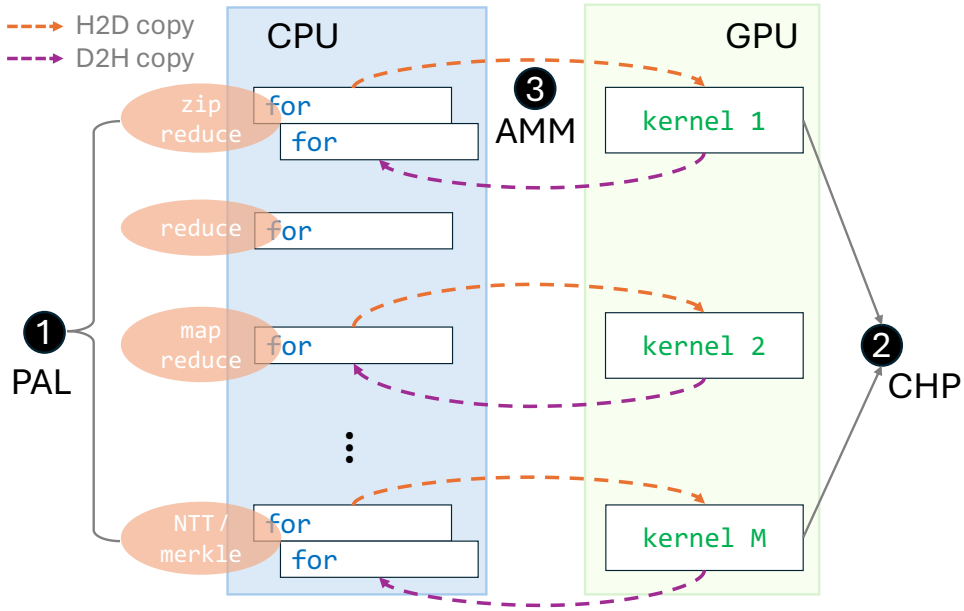 H2D copy
D2H copy
CPU
GPU
zip
reduce
for
for
3
AMM
kernel 1
reduce
for
1
PAL
map
reduce
for
kernel 2
2
CHP
NTT/
merkle
for
for
kernel M